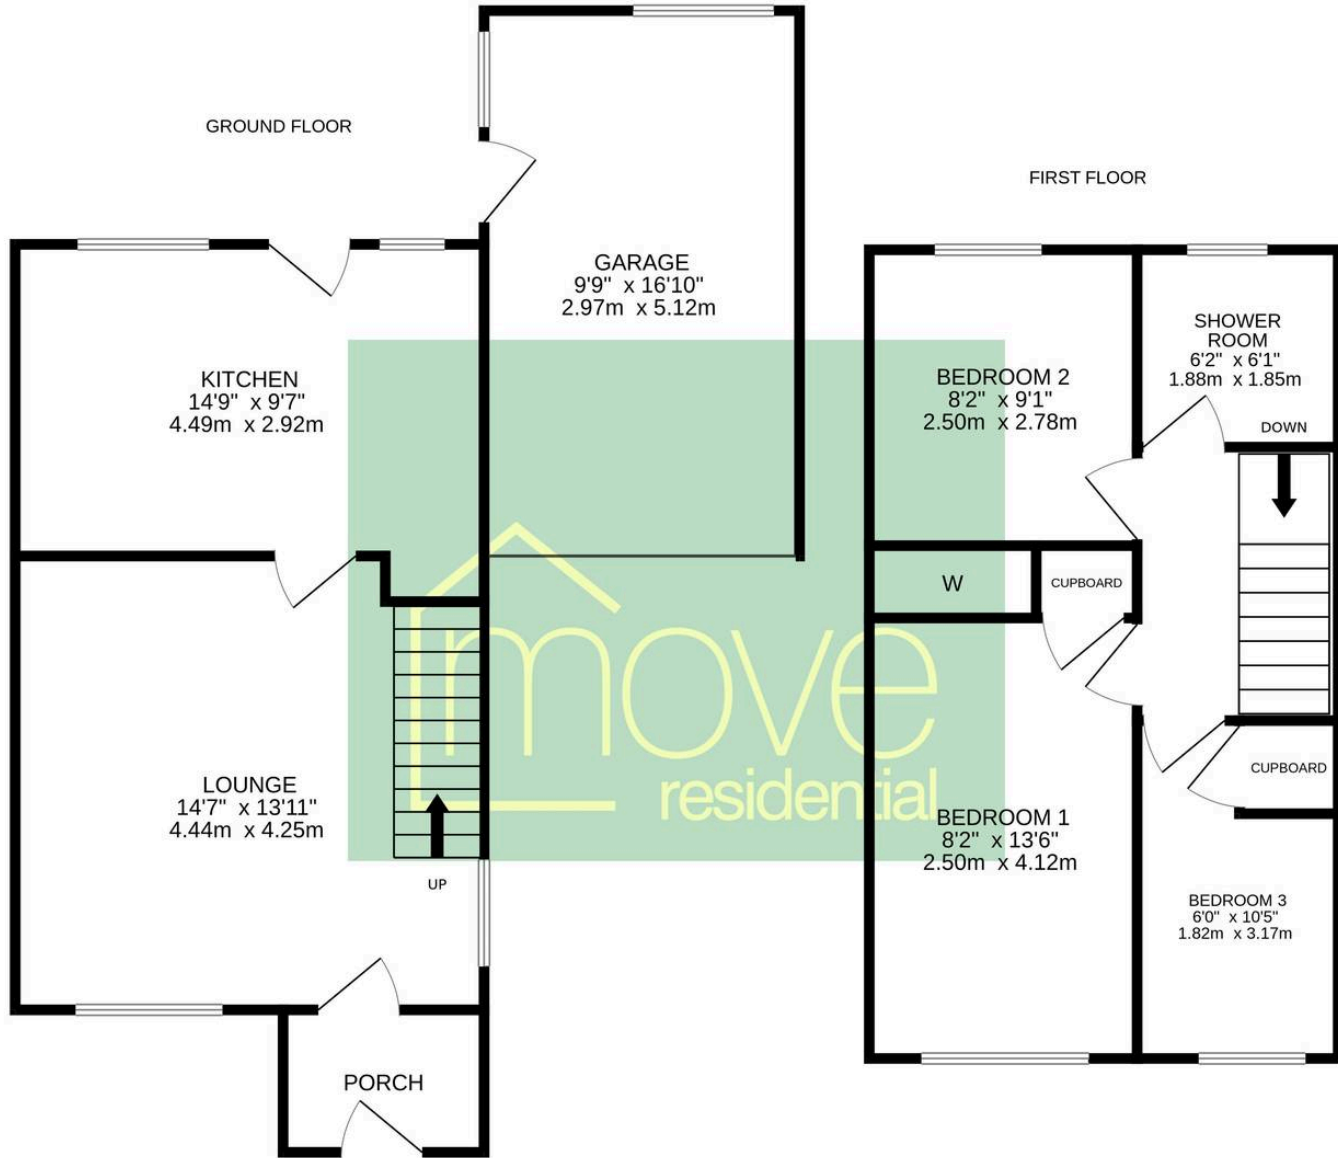 GROUND FLOOR
GARAGE
9'9" x 16'10"
2.97m x 5.12m
KITCHEN
14'9" x 9'7"
4.49m x 2.92m
LOUNGE
14'7" x 13'11"
4.44m x 4.25m
UP
PORCH
FIRST FLOOR
SHOWER
ROOM
6'2" x 6'1"
1.88m x 1.85m
BEDROOM 2
8'2" x 9'1"
2.50m x 2.78m
DOWN
W
CUPBOARD
CUPBOARD
BEDROOM 1
8'2" x 13'6"
2.50m x 4.12m
BEDROOM 3
6'0" x 10'5"
1.82m x 3.17m
move
residential